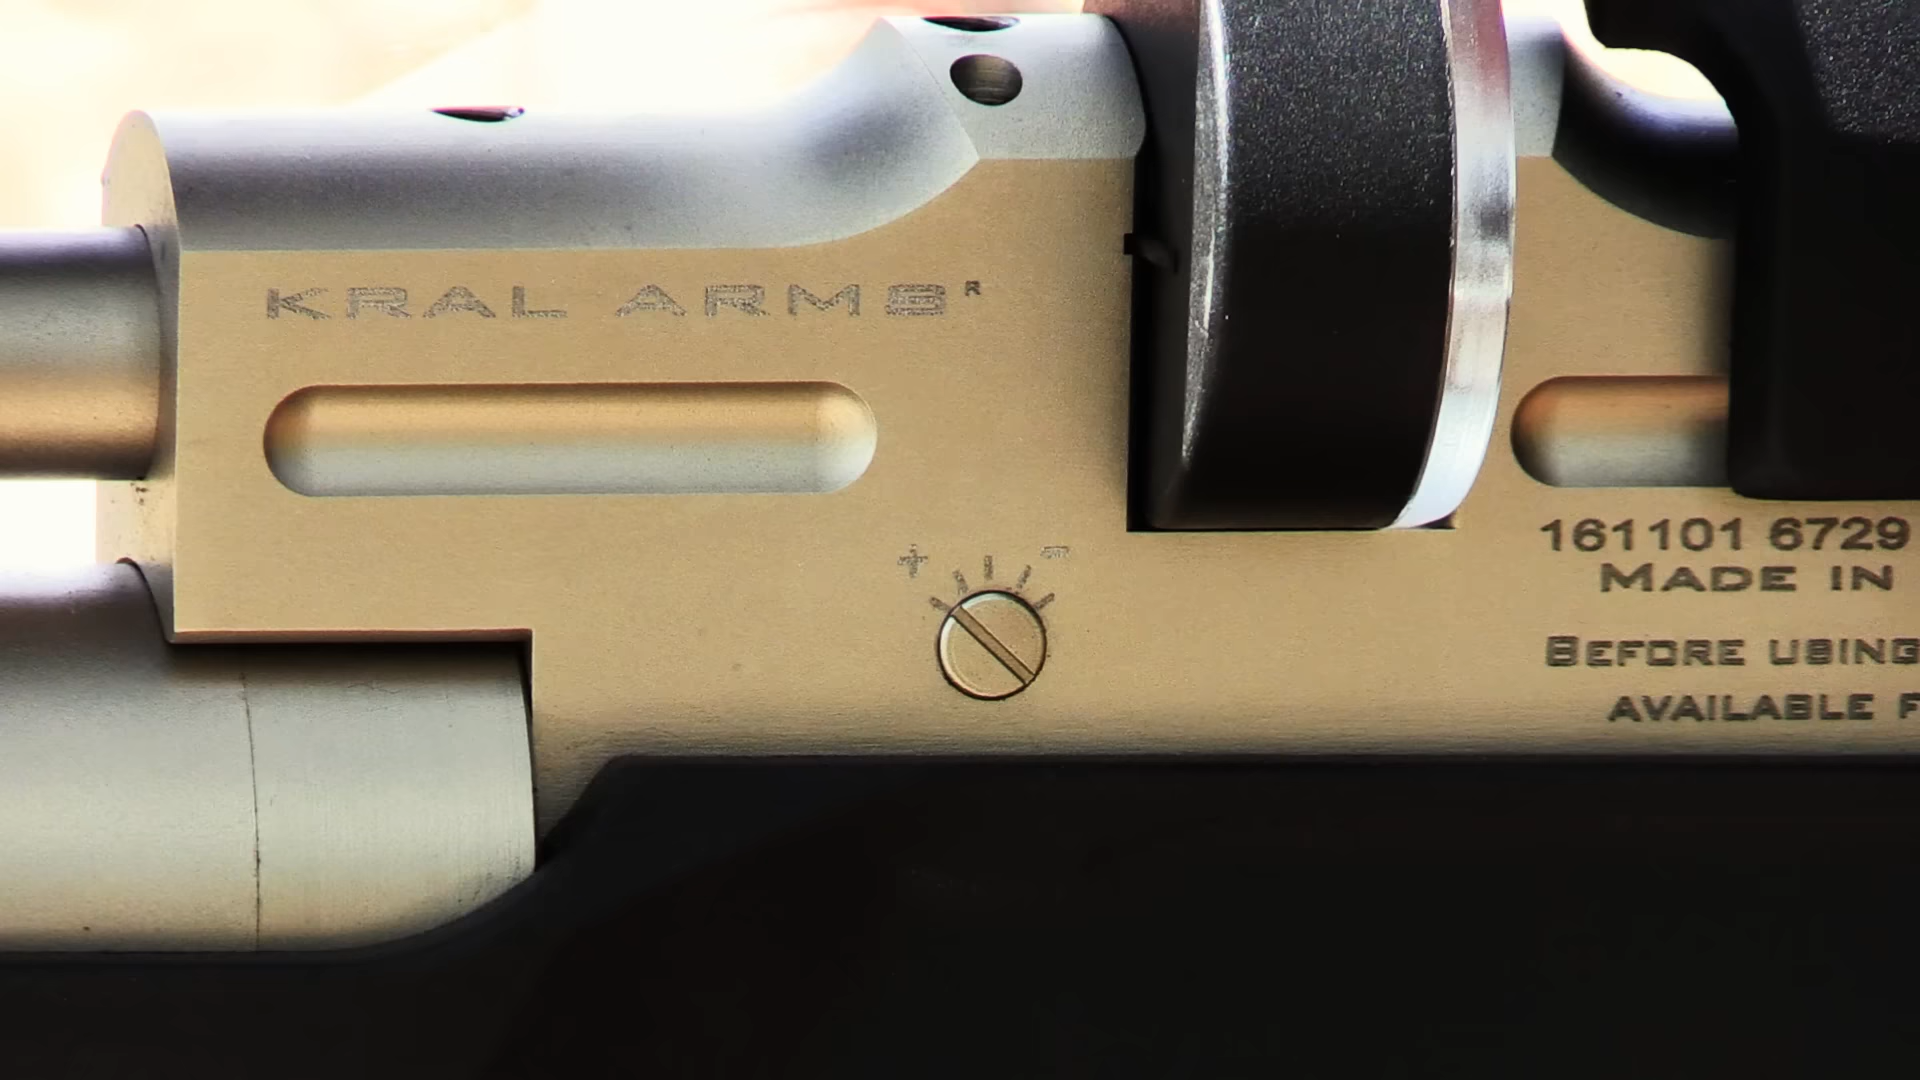 KRAL ARMS R
+ -
161101 6729
MADE IN
BEFORE USING
AVAILABLE F